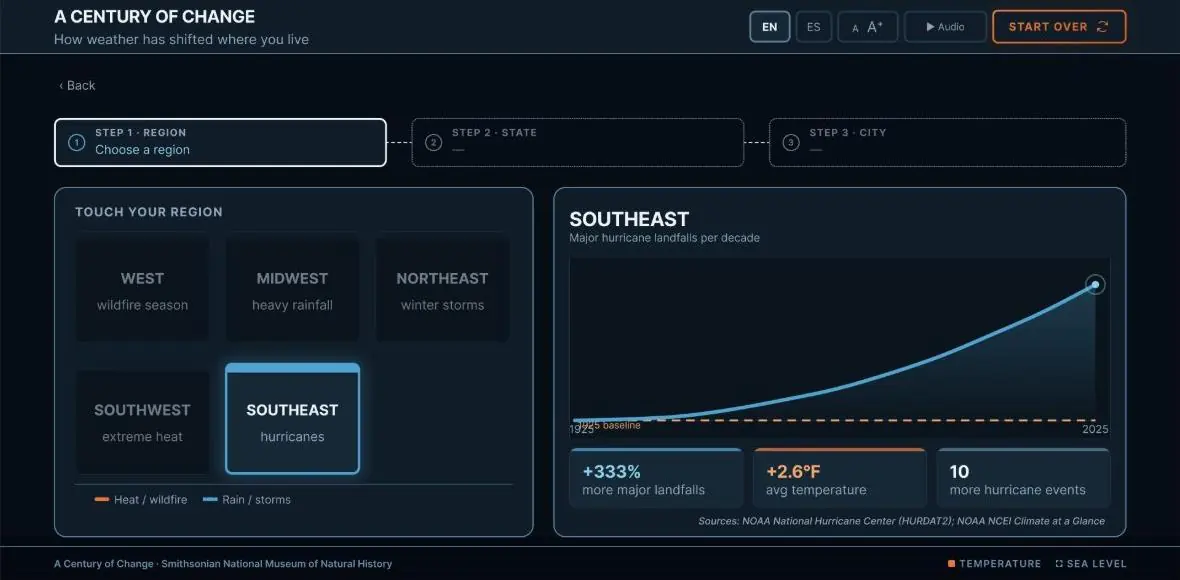 A CENTURY OF CHANGE
How weather has shifted where you live
EN
ES
A A+
▶ Audio
START OVER
‹ Back
1
STEP 1 · REGION
Choose a region
2
STEP 2 · STATE
—
3
STEP 3 · CITY
—
TOUCH YOUR REGION
WEST
wildfire season
MIDWEST
heavy rainfall
NORTHEAST
winter storms
SOUTHWEST
extreme heat
SOUTHEAST
hurricanes
Heat / wildfire
Rain / storms
SOUTHEAST
Major hurricane landfalls per decade
1925 baseline
1925
2025
+333%
more major landfalls
+2.6°F
avg temperature
10
more hurricane events
Sources: NOAA National Hurricane Center (HURDAT2); NOAA NCEI Climate at a Glance
A Century of Change · Smithsonian National Museum of Natural History
TEMPERATURE
SEA LEVEL